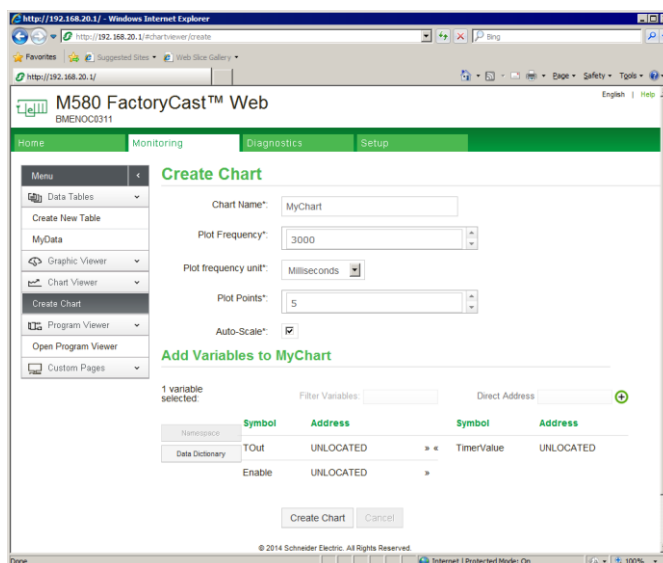 http://192.168.20.1/ - Windows Internet Explorer
http://192.168.20.1/#chartviewer/create
Bing
Favorites
Suggested Sites
Web Slice Gallery
http://192.168.20.1/
Page
Safety
Tools
M580 FactoryCast™ Web
BMENOC0311
English | Help
Home
Monitoring
Diagnostics
Setup
Menu
Data Tables
Create New Table
MyData
Graphic Viewer
Chart Viewer
Create Chart
Program Viewer
Open Program Viewer
Custom Pages
Create Chart
Chart Name*: MyChart
Plot Frequency*: 3000
Plot frequency unit*: Milliseconds
Plot Points*: 5
Auto-Scale*:
Add Variables to MyChart
1 variable
selected:
Filter Variables:
Direct Address
Namespace
Data Dictionary
Symbol Address Symbol Address
TOut UNLOCATED » « TimerValue UNLOCATED
Enable UNLOCATED »
Create Chart Cancel
© 2014 Schneider Electric. All Rights Reserved.
Done
Internet | Protected Mode: On
100%